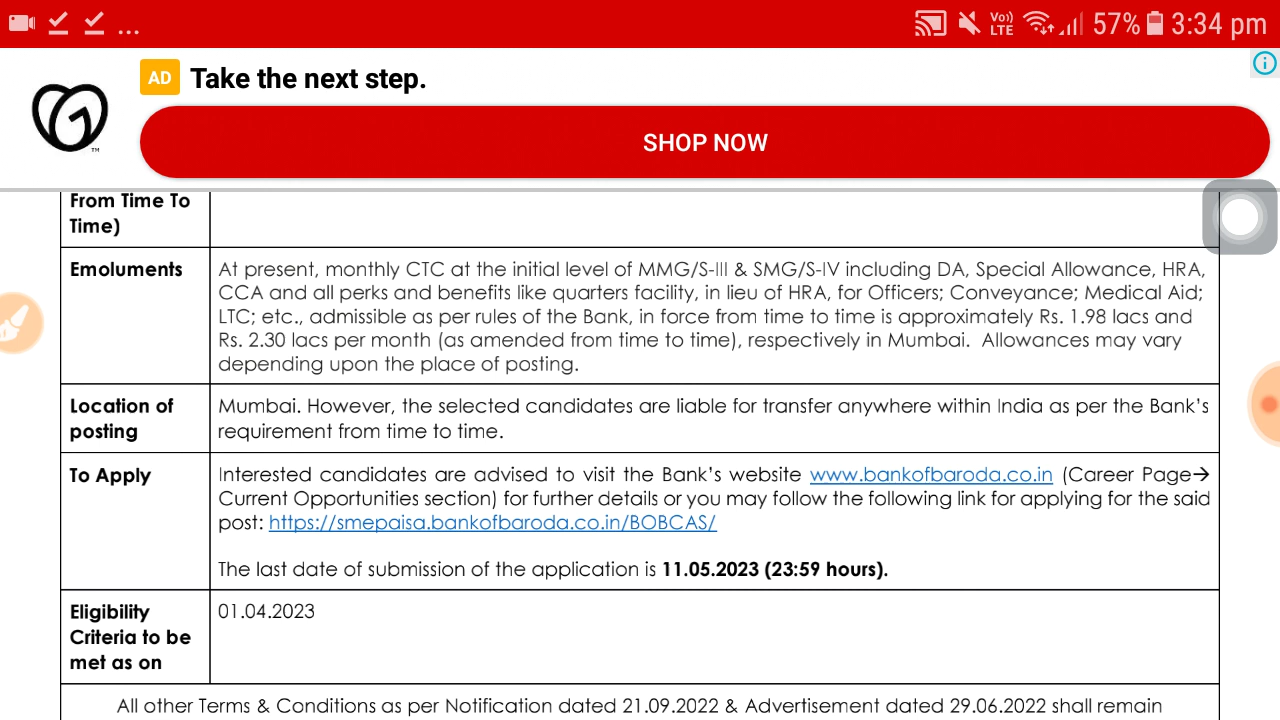 ... Vo)) LTE 57% 3:34 pm
AD Take the next step.
SHOP NOW
TM
From Time To
Time)
Emoluments
At present, monthly CTC at the initial level of MMG/S-III & SMG/S-IV including DA, Special Allowance, HRA,
CCA and all perks and benefits like quarters facility, in lieu of HRA, for Officers; Conveyance; Medical Aid;
LTC; etc., admissible as per rules of the Bank, in force from time to time is approximately Rs. 1.98 lacs and
Rs. 2.30 lacs per month (as amended from time to time), respectively in Mumbai. Allowances may vary
depending upon the place of posting.
Location of
posting
Mumbai. However, the selected candidates are liable for transfer anywhere within India as per the Bank's
requirement from time to time.
To Apply
Interested candidates are advised to visit the Bank's website www.bankofbaroda.co.in (Career Page→
Current Opportunities section) for further details or you may follow the following link for applying for the said
post: https://smepaisa.bankofbaroda.co.in/BOBCAS/
The last date of submission of the application is 11.05.2023 (23:59 hours).
Eligibility
Criteria to be
met as on
01.04.2023
All other Terms & Conditions as per Notification dated 21.09.2022 & Advertisement dated 29.06.2022 shall remain